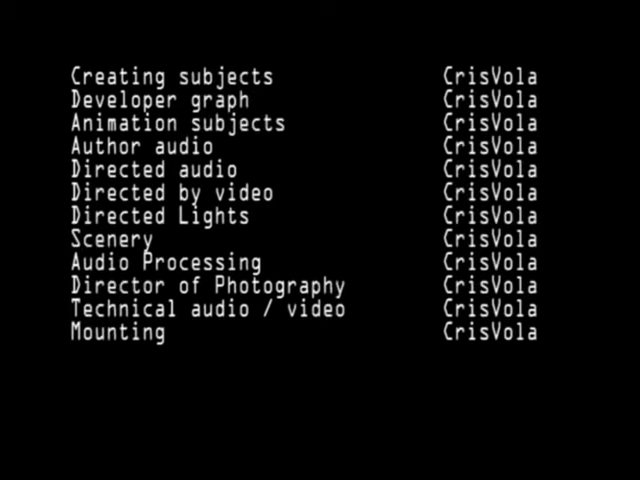 Creating subjects CrisVola
Developer graph CrisVola
Animation subjects CrisVola
Author audio CrisVola
Directed audio CrisVola
Directed by video CrisVola
Directed Lights CrisVola
Scenery CrisVola
Audio Processing CrisVola
Director of Photography CrisVola
Technical audio / video CrisVola
Mounting CrisVola